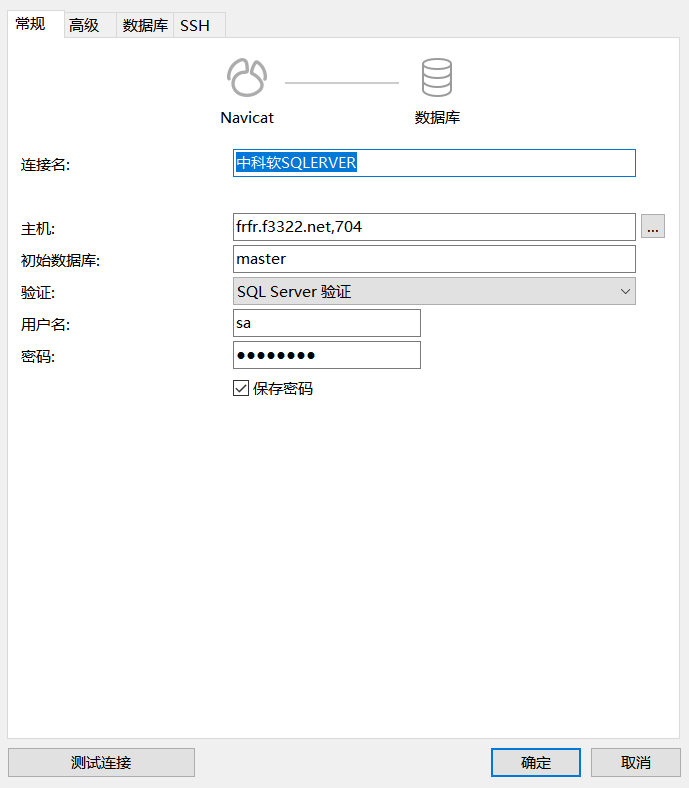 常规 高级 数据库 SSH
Navicat 数据库
连接名: 中科软SQLERVER
主机: frfr.f3322.net,704 ...
初始数据库: master
验证: SQL Server 验证
用户名: sa
密码: ●●●●●●●●
保存密码
测试连接 确定 取消